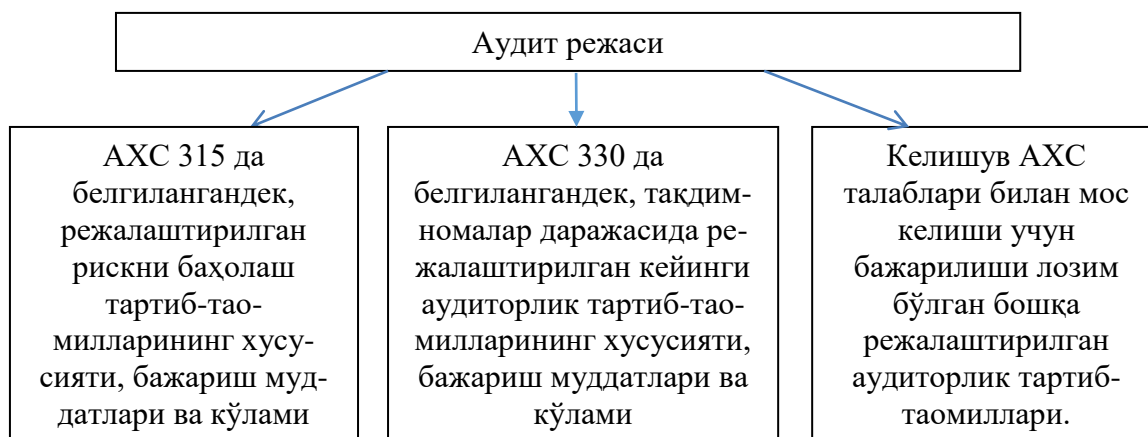 Аудит режаси
АХС 315 да
белгилангандек,
режалаштирилган
рискни баҳолаш
тартиб-тао-
милларининг хусу-
сияти, бажариш муд-
датлари ва кўлами
АХС 330 да
белгилангандек, тақдим-
номалар даражасида ре-
жалаштирилган кейинги
аудиторлик тартиб-тао-
милларининг хусусияти,
бажариш муддатлари ва
кўлами
Келишув АХС
талаблари билан мос
келиши учун
бажарилиши лозим
бўлган бошқа
режалаштирилган
аудиторлик тартиб-
таомиллари.